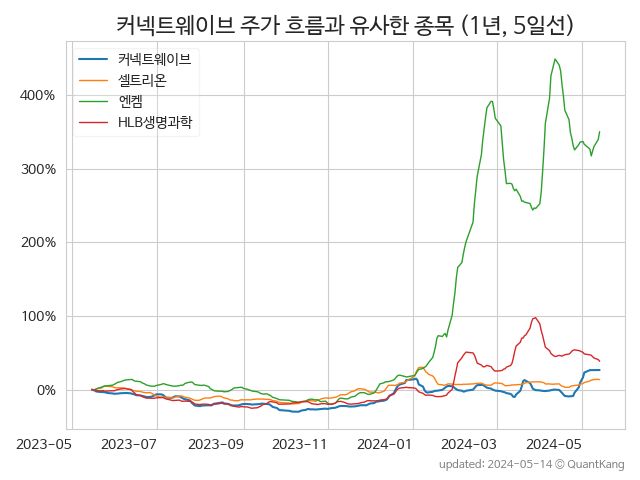 커넥트웨이브 주가 흐름과 유사한 종목 (1년, 5일선)
커넥트웨이브
셀트리온
엔켐
HLB생명과학
400%
300%
200%
100%
0%
2023-05 2023-07 2023-09 2023-11 2024-01 2024-03 2024-05
updated: 2024-05-14 © QuantKang